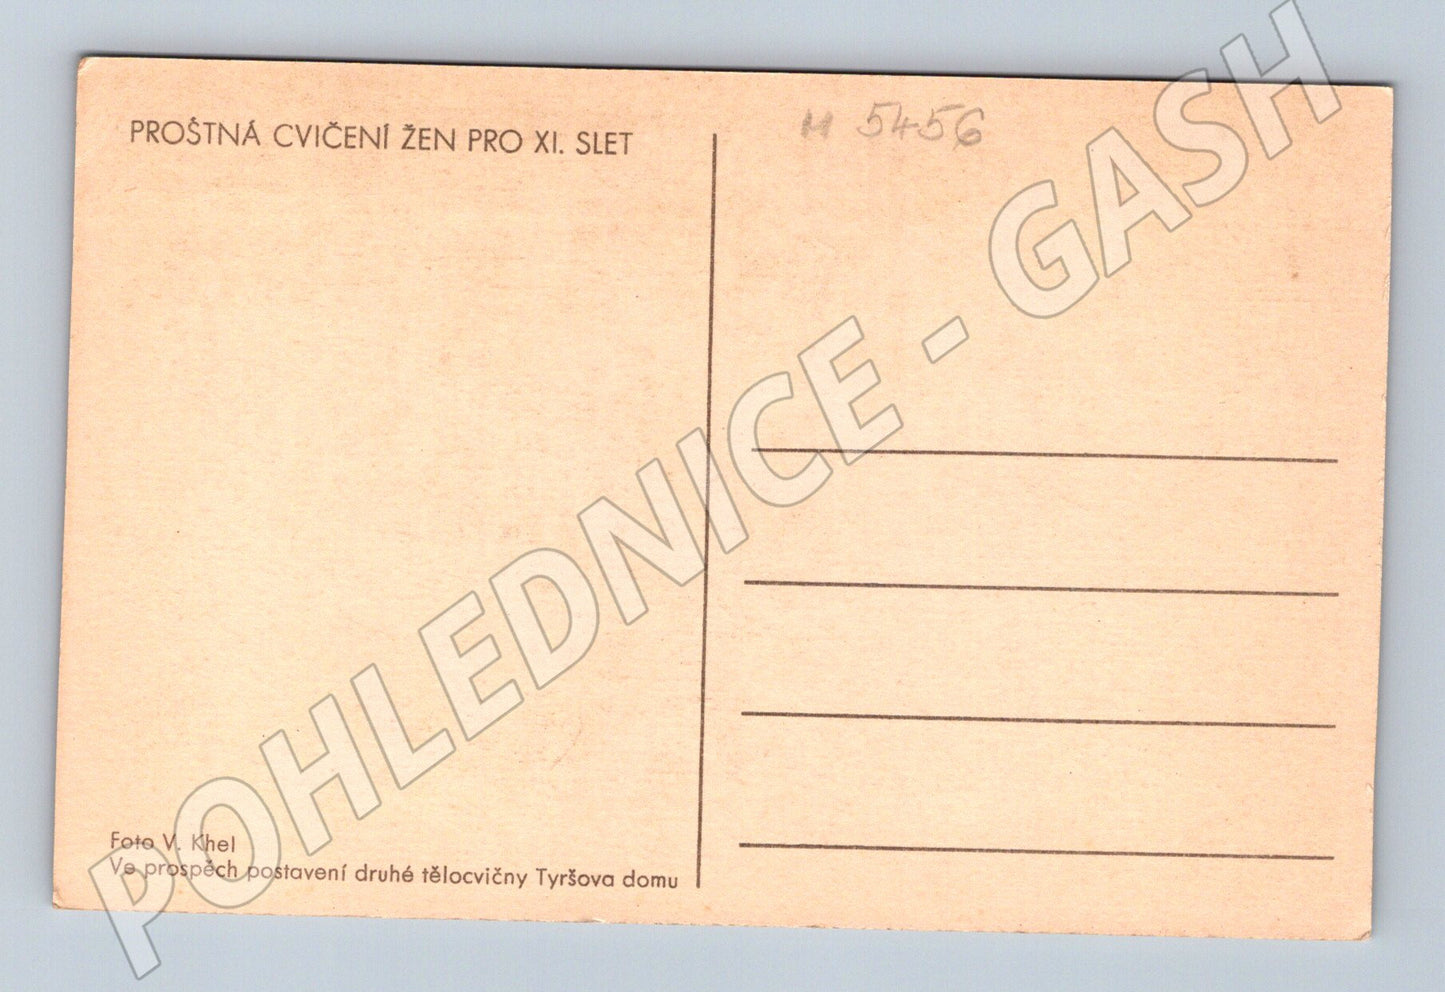 PROŠTNÁ CVIČENÍ ŽEN PRO XI. SLET
M 5456
Foto V. Khel
Ve prospěch postavení druhé tělocvičny Tyršova domu
POHLEDNICE - GASH